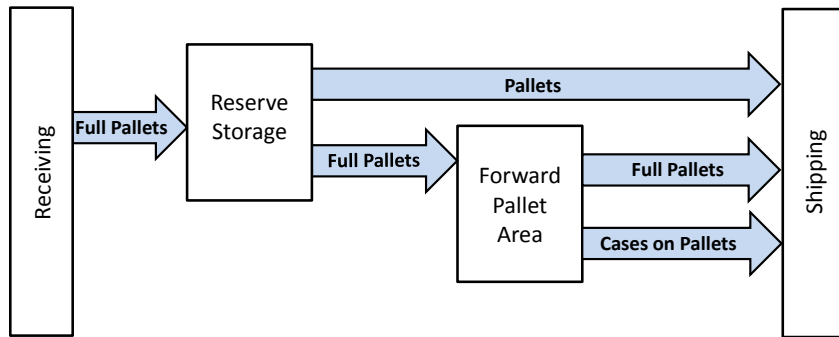 Receiving
Full Pallets
Reserve
Storage
Pallets
Full Pallets
Forward
Pallet
Area
Full Pallets
Cases on Pallets
Shipping